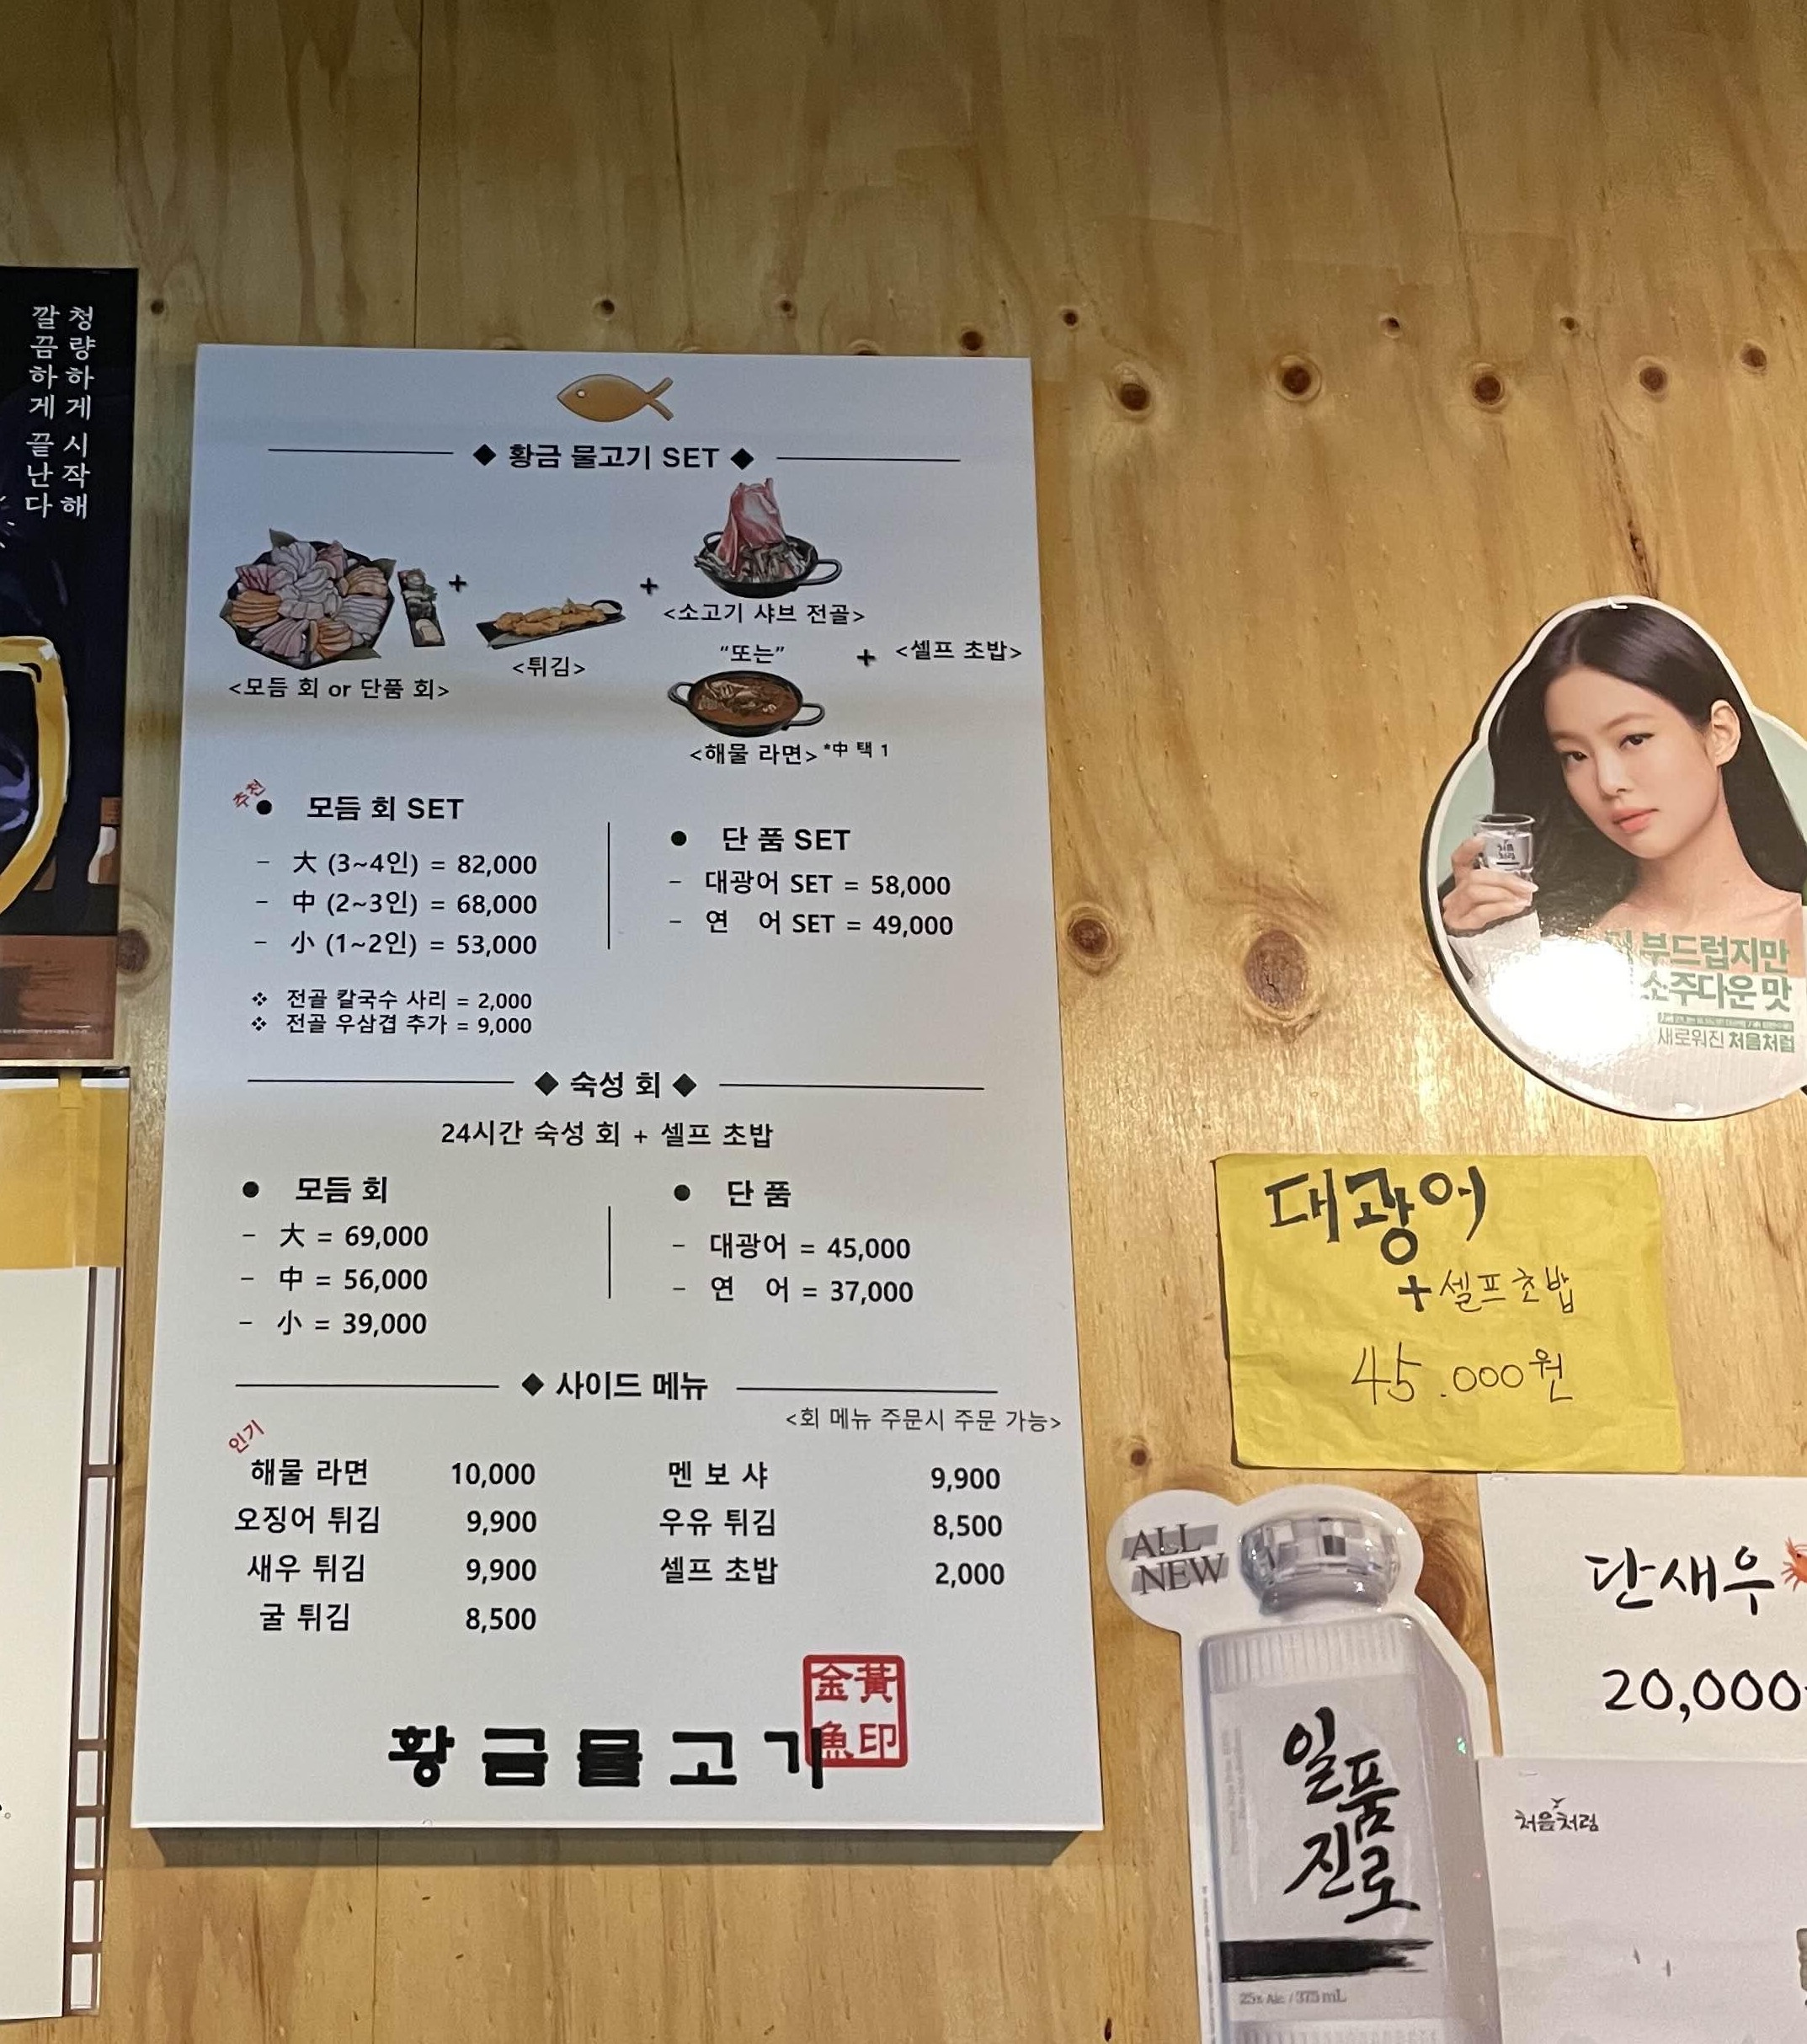 청량하게 시작해
깔끔하게 끝난다
◆ 황금 물고기 SET ◆
+
+
<소고기 샤브 전골>
"또는"
+ <셀프 초밥>
<튀김>
<모듬 회 or 단품 회>
<해물 라면> *中 택 1
추천
● 모듬 회 SET
- 大 (3~4인) = 82,000
- 中 (2~3인) = 68,000
- 小 (1~2인) = 53,000
● 단 품 SET
- 대광어 SET = 58,000
- 연 어 SET = 49,000
❖ 전골 칼국수 사리 = 2,000
❖ 전골 우삼겹 추가 = 9,000
◆ 숙성 회 ◆
24시간 숙성 회 + 셀프 초밥
● 모듬 회
- 大 = 69,000
- 中 = 56,000
- 小 = 39,000
● 단 품
- 대광어 = 45,000
- 연 어 = 37,000
◆ 사이드 메뉴
<회 메뉴 주문시 주문 가능>
인기
해물 라면 10,000
오징어 튀김 9,900
새우 튀김 9,900
굴 튀김 8,500
멘 보 샤 9,900
우유 튀김 8,500
셀프 초밥 2,000
황금물고기
黃金
印魚
처음처럼
부드럽지만
소주다운 맛
새로워진 처음처럼
대광어
+ 셀프초밥
45.000원
ALL
NEW
일품
진로
25% Alc. / 375 mL
단새우
20,000
처음처럼